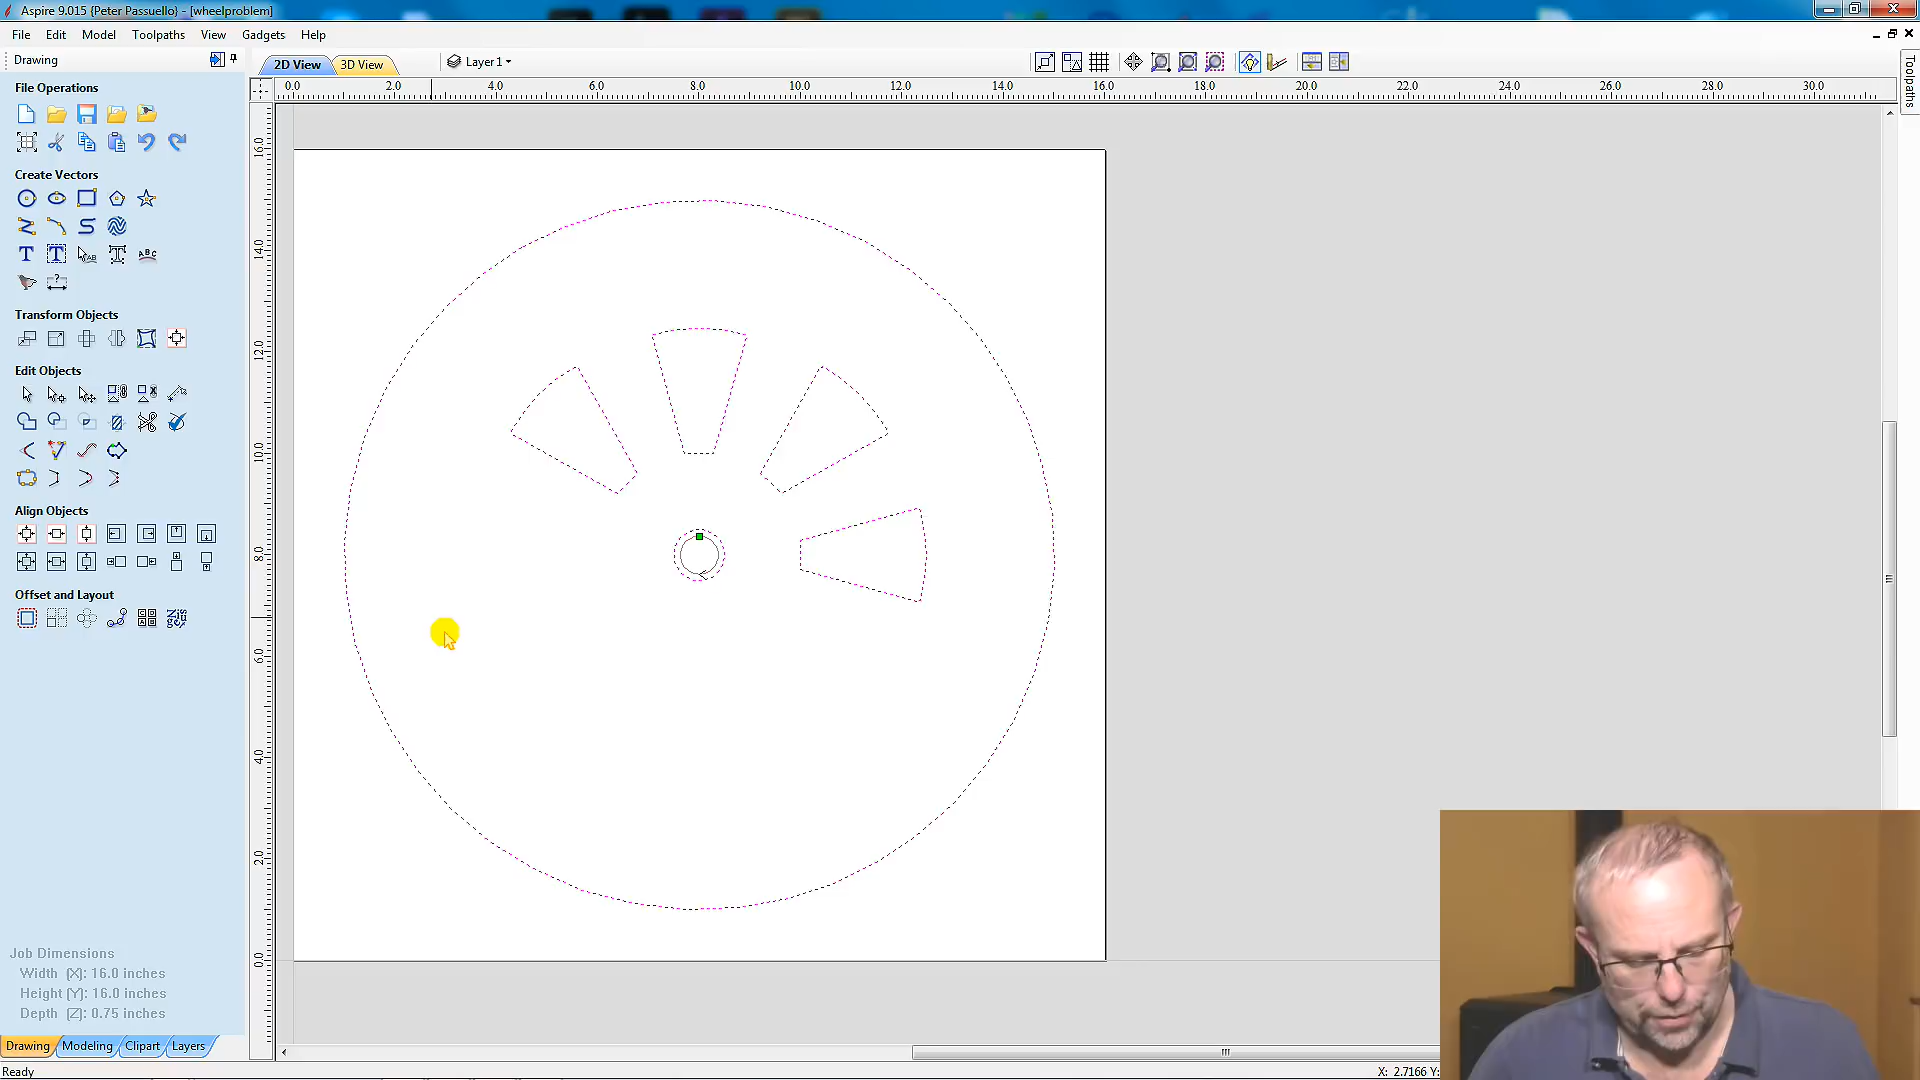 Aspire 9.015 {Peter Passuello} - [wheelproblem]
File Edit Model Toolpaths View Gadgets Help
Drawing
2D View 3D View Layer 1
Toolpaths
File Operations
0.0 2.0 4.0 6.0 8.0 10.0 12.0 14.0 16.0 18.0 20.0 22.0 24.0 26.0 28.0 30.0
16.0
14.0
12.0
10.0
8.0
6.0
4.0
2.0
0.0
Create Vectors
Transform Objects
Edit Objects
Align Objects
Offset and Layout
Job Dimensions
Width (X): 16.0 inches
Height (Y): 16.0 inches
Depth (Z): 0.75 inches
Drawing Modeling Clipart Layers
Ready
X: 2.7166 Y: